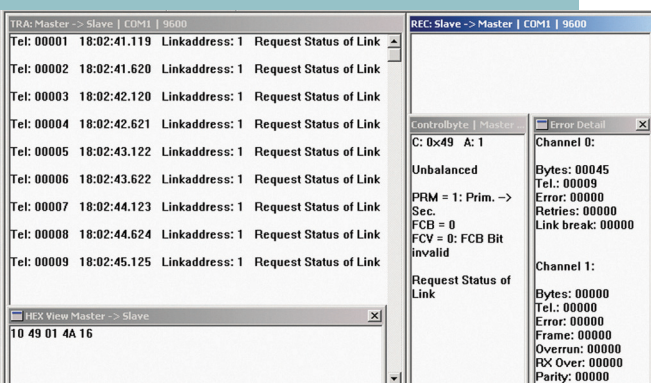 TRA: Master -> Slave | COM1 | 9600
Tel: 00001 18:02:41.119 Linkaddress: 1 Request Status of Link
Tel: 00002 18:02:41.620 Linkaddress: 1 Request Status of Link
Tel: 00003 18:02:42.120 Linkaddress: 1 Request Status of Link
Tel: 00004 18:02:42.621 Linkaddress: 1 Request Status of Link
Tel: 00005 18:02:43.122 Linkaddress: 1 Request Status of Link
Tel: 00006 18:02:43.622 Linkaddress: 1 Request Status of Link
Tel: 00007 18:02:44.123 Linkaddress: 1 Request Status of Link
Tel: 00008 18:02:44.624 Linkaddress: 1 Request Status of Link
Tel: 00009 18:02:45.125 Linkaddress: 1 Request Status of Link
HEX View Master -> Slave
10 49 01 4A 16
REC: Slave -> Master | COM1 | 9600
Controlbyte | Master ...
C: 0x49 A: 1
Unbalanced
PRM = 1: Prim. -> 
Sec.
FCB = 0
FCV = 0: FCB Bit
invalid
Request Status of
Link
Error Detail
Channel 0:
Bytes: 00045
Tel.: 00009
Error: 00000
Retries: 00000
Link break: 00000
Channel 1:
Bytes: 00000
Tel.: 00000
Error: 00000
Frame: 00000
Overrun: 00000
RX Over: 00000
Parity: 00000